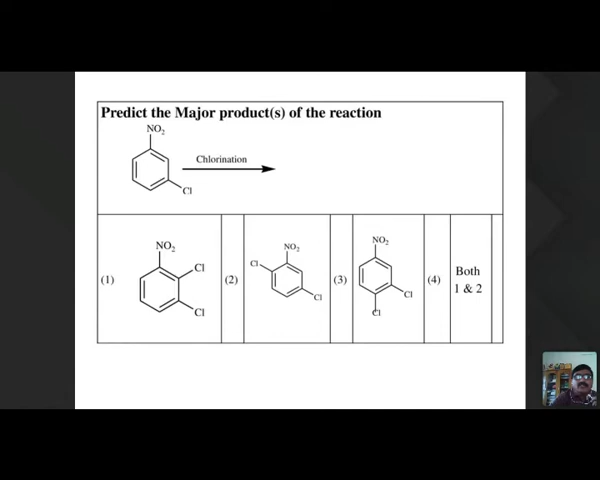 Predict the Major product(s) of the reaction
NO2
Chlorination
Cl
(1)
NO2
Cl
Cl
(2)
NO2
Cl
Cl
(3)
NO2
Cl
Cl
(4)
Both
1 & 2